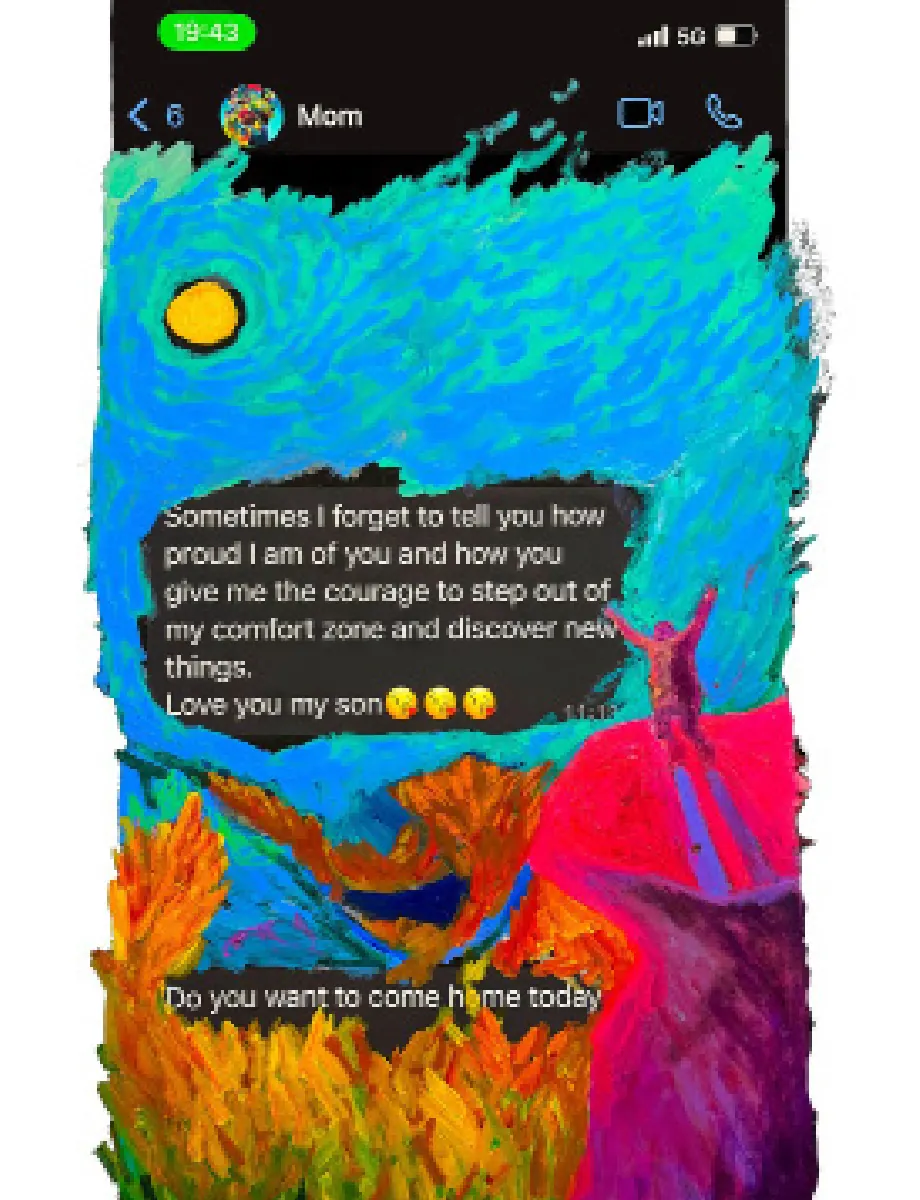 19:43
5G
6
Mom
Sometimes I forget to tell you how
proud I am of you and how you
give me the courage to step out of
my comfort zone and discover new
things.
Love you my son😘😘😘
Do you want to come home today